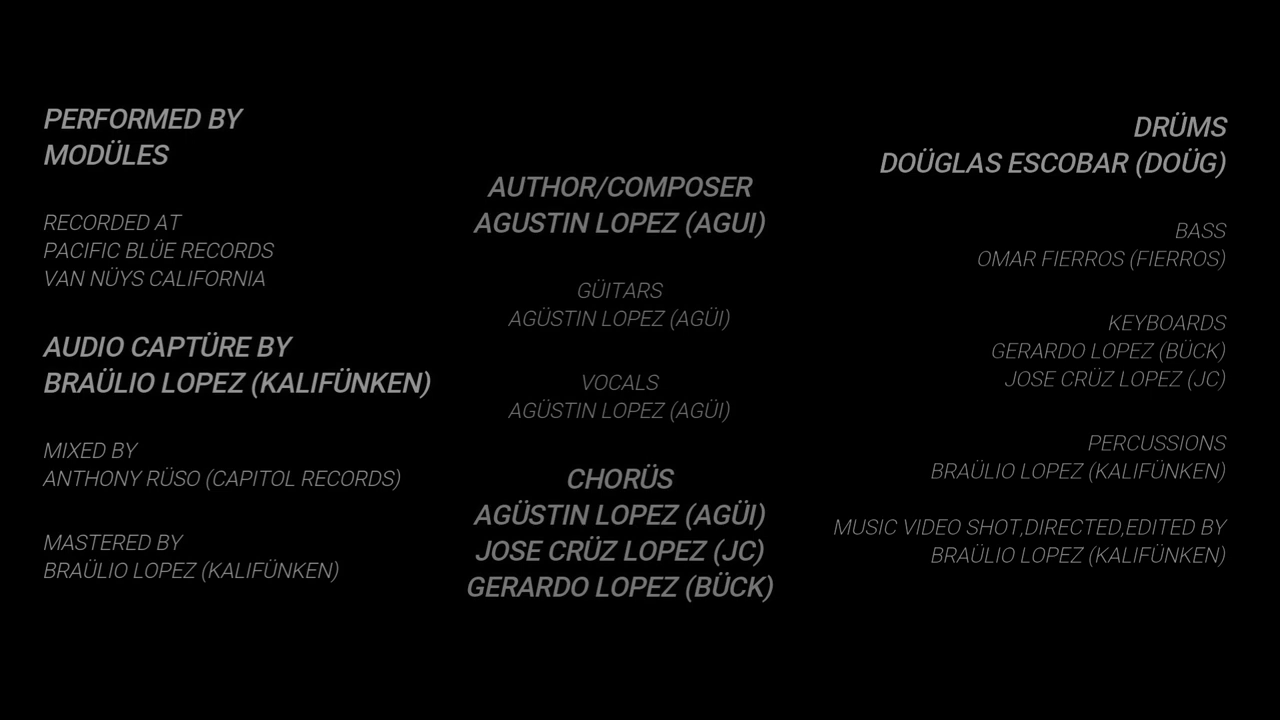 PERFORMED BY
MODÜLES
RECORDED AT
PACIFIC BLÜE RECORDS
VAN NÜYS CALIFORNIA
AUDIO CAPTÜRE BY
BRAÜLIO LOPEZ (KALIFÜNKEN)
MIXED BY
ANTHONY RÜSO (CAPITOL RECORDS)
MASTERED BY
BRAÜLIO LOPEZ (KALIFÜNKEN)
AUTHOR/COMPOSER
AGUSTIN LOPEZ (AGUI)
GÜITARS
AGÜSTIN LOPEZ (AGÜI)
VOCALS
AGÜSTIN LOPEZ (AGÜI)
CHORÜS
AGÜSTIN LOPEZ (AGÜI)
JOSE CRÜZ LOPEZ (JC)
GERARDO LOPEZ (BÜCK)
DRÜMS
DOÜGLAS ESCOBAR (DOÜG)
BASS
OMAR FIERROS (FIERROS)
KEYBOARDS
GERARDO LOPEZ (BÜCK)
JOSE CRÜZ LOPEZ (JC)
PERCUSSIONS
BRAÜLIO LOPEZ (KALIFÜNKEN)
MUSIC VIDEO SHOT,DIRECTED,EDITED BY
BRAÜLIO LOPEZ (KALIFÜNKEN)